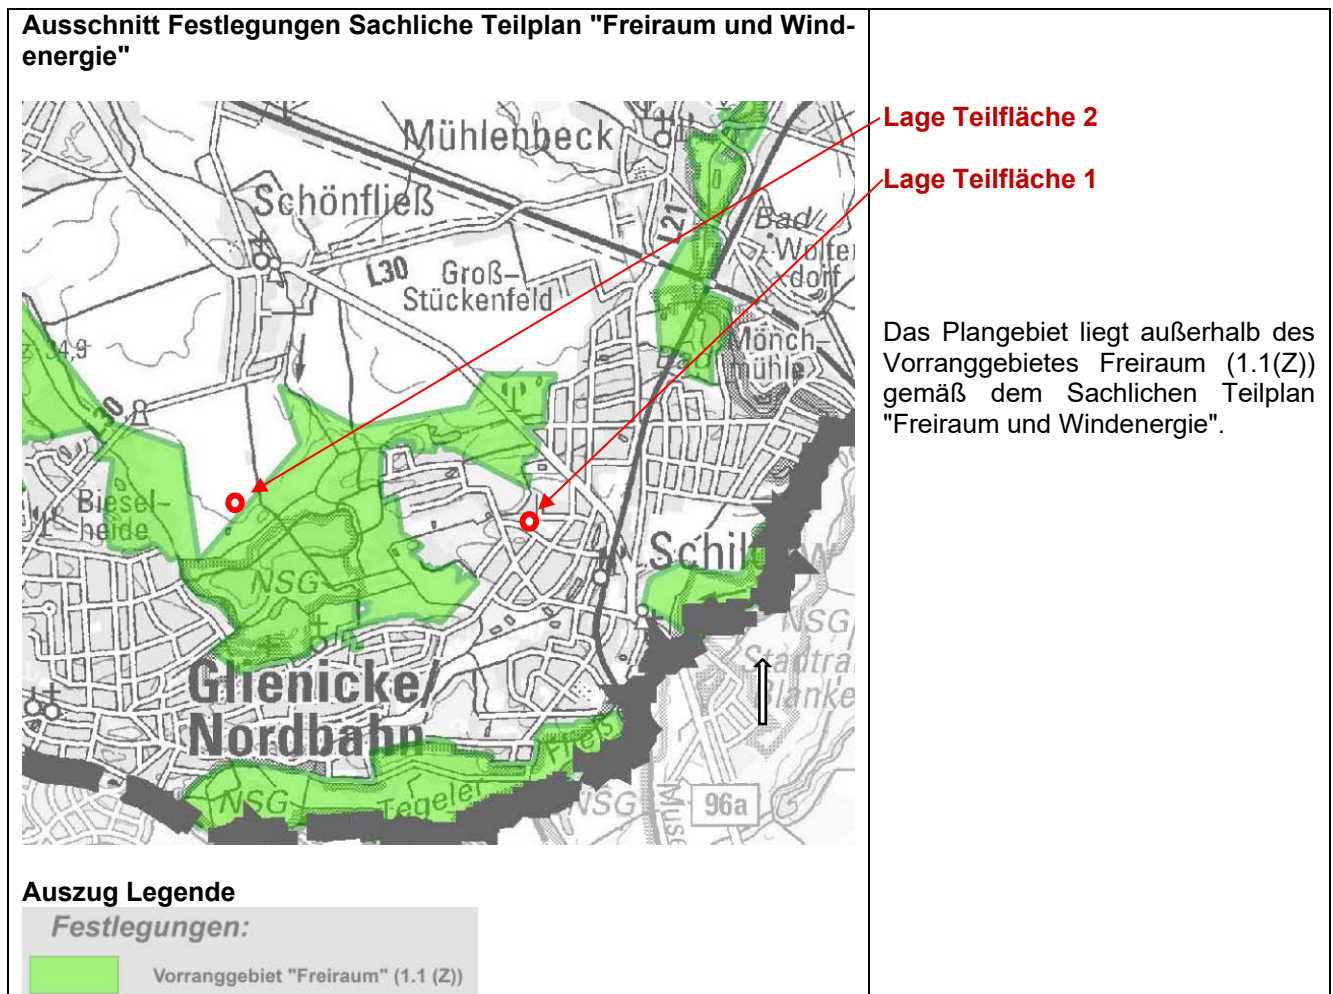 Ausschnitt Festlegungen Sachliche Teilplan "Freiraum und Wind-
energie"
Lage Teilfläche 2
Lage Teilfläche 1
Das Plangebiet liegt außerhalb des
Vorranggebietes Freiraum (1.1(Z))
gemäß dem Sachlichen Teilplan
"Freiraum und Windenergie".
Mühlenbeck
Schönfließ
L21
Bad/
L30
Groß-
Stückenfeld
Mönch-
mühle
34,9
30
Biesel-
heide
Schil
NSG
NSG
Glienicke/
Nordbahn
NSG
Tegeler
NSG
96a
Auszug Legende
Festlegungen:
Vorranggebiet "Freiraum" (1.1 (Z))